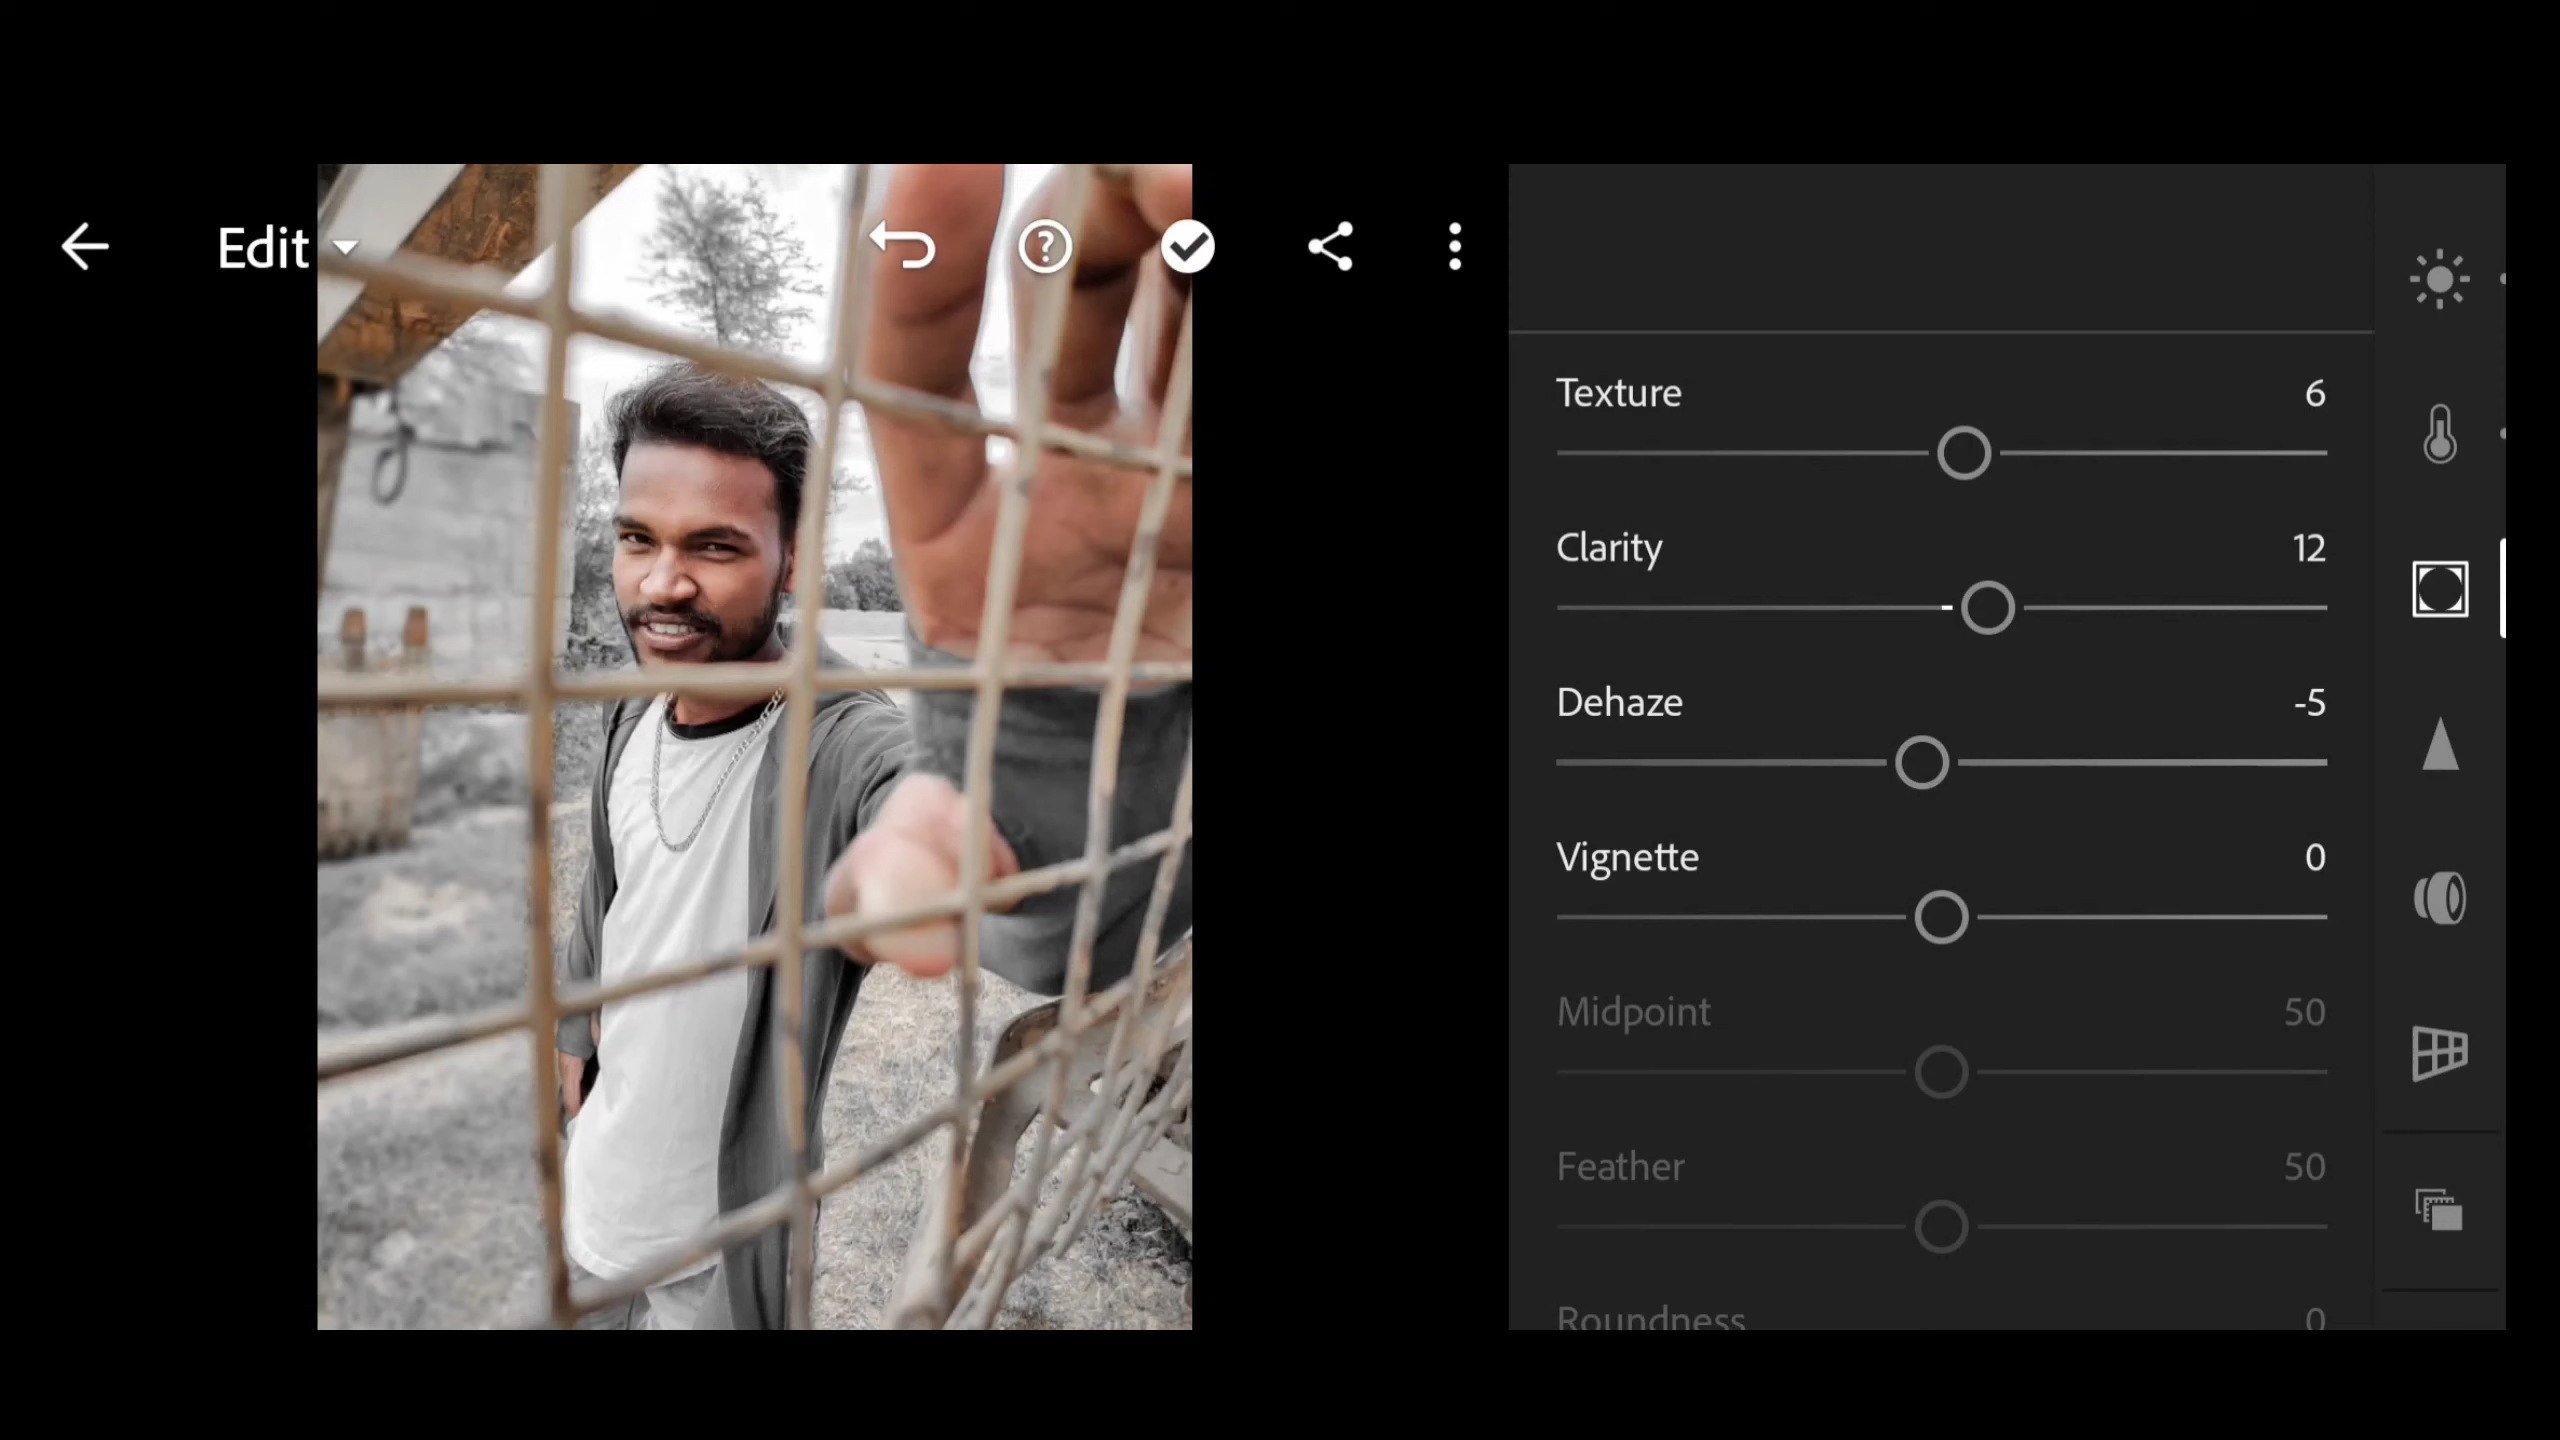 Edit
Texture 6
Clarity 12
Dehaze -5
Vignette 0
Midpoint 50
Feather 50
Roundness 0